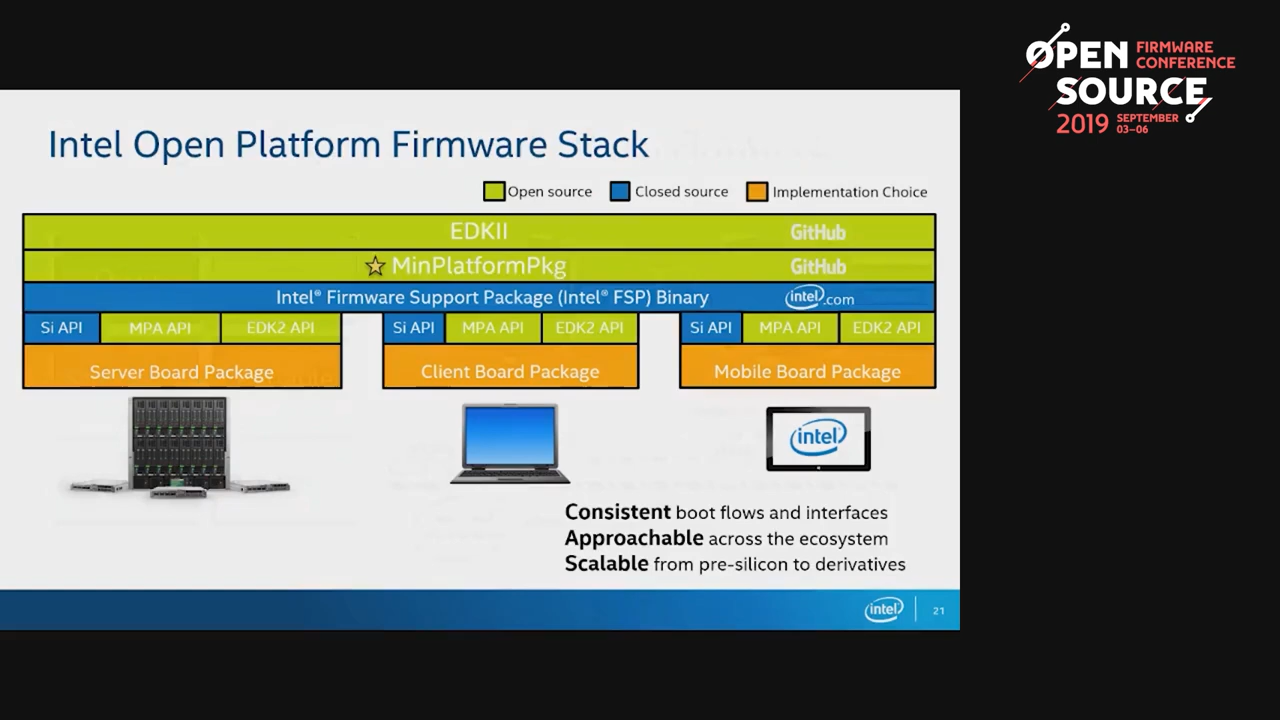 OPEN FIRMWARE
CONFERENCE
SOURCE
2019 SEPTEMBER
03–06
Intel Open Platform Firmware Stack
Open source Closed source Implementation Choice
EDKII GitHub
MinPlatformPkg GitHub
Intel® Firmware Support Package (Intel® FSP) Binary intel.com
Si API MPA API EDK2 API Si API MPA API EDK2 API Si API MPA API EDK2 API
Server Board Package Client Board Package Mobile Board Package
intel
Consistent boot flows and interfaces
Approachable across the ecosystem
Scalable from pre-silicon to derivatives
intel 21